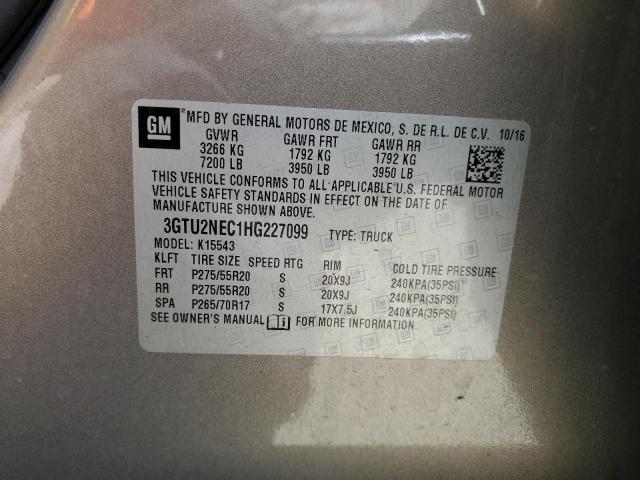 GM
®MFD BY GENERAL MOTORS DE MEXICO, S. DE R.L. DE C.V. 10/16
GVWR GAWR FRT GAWR RR
3266 KG 1792 KG 1792 KG
7200 LB 3950 LB 3950 LB
THIS VEHICLE CONFORMS TO ALL APPLICABLE U.S. FEDERAL MOTOR
VEHICLE SAFETY STANDARDS IN EFFECT ON THE DATE OF
MANUFACTURE SHOWN ABOVE.
3GTU2NEC1HG227099 TYPE: TRUCK
MODEL: K15543
KLFT TIRE SIZE SPEED RTG RIM COLD TIRE PRESSURE
FRT P275/55R20 S 20X9J 240KPA(35PSI)
RR P275/55R20 S 20X9J 240KPA(35PSI)
SPA P265/70R17 S 17X7.5J 240KPA(35PSI)
SEE OWNER'S MANUAL i FOR MORE INFORMATION.